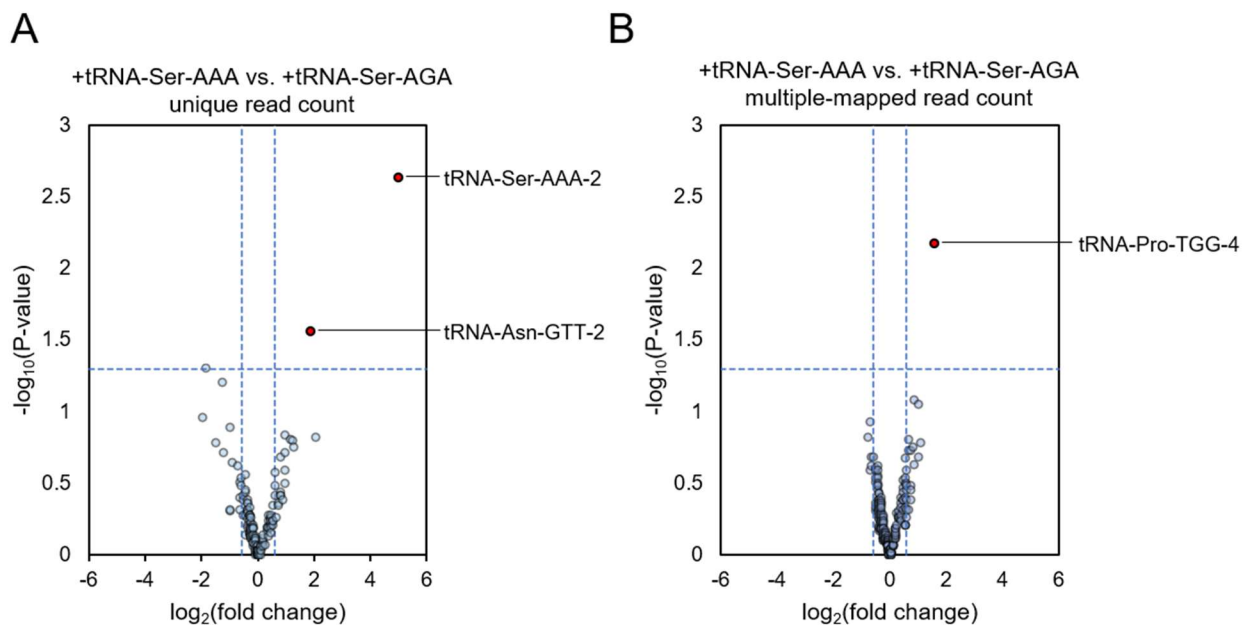 A
+tRNA-Ser-AAA vs. +tRNA-Ser-AGA
unique read count
3
2.5
2
1.5
1
0.5
0
-log10(P-value)
tRNA-Ser-AAA-2
tRNA-Asn-GTT-2
-6 -4 -2 0 2 4 6
log2(fold change)
B
+tRNA-Ser-AAA vs. +tRNA-Ser-AGA
multiple-mapped read count
3
2.5
2
1.5
1
0.5
0
-log10(P-value)
tRNA-Pro-TGG-4
-6 -4 -2 0 2 4 6
log2(fold change)